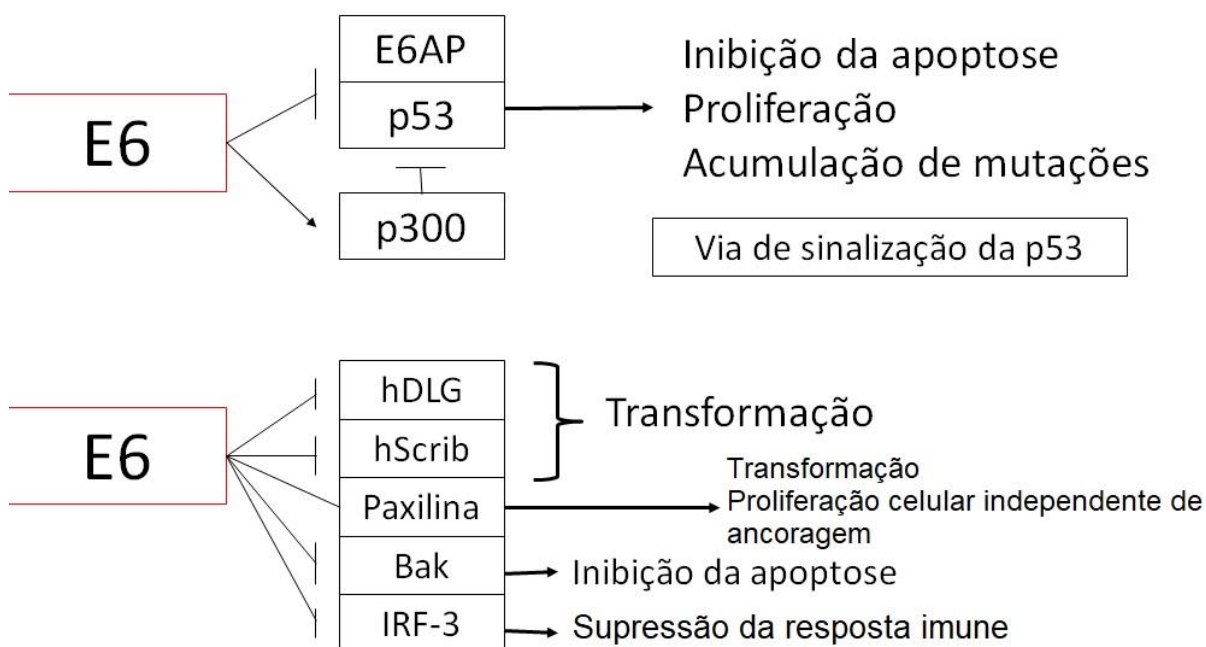 E6AP
Inibição da apoptose
E6
p53
Proliferação
Acumulação de mutações
p300
Via de sinalização da p53
hDLG
Transformação
E6
hScrib
Transformação
Paxilina
Proliferação celular independente de
ancoragem
Bak
Inibição da apoptose
IRF-3
Supressão da resposta imune